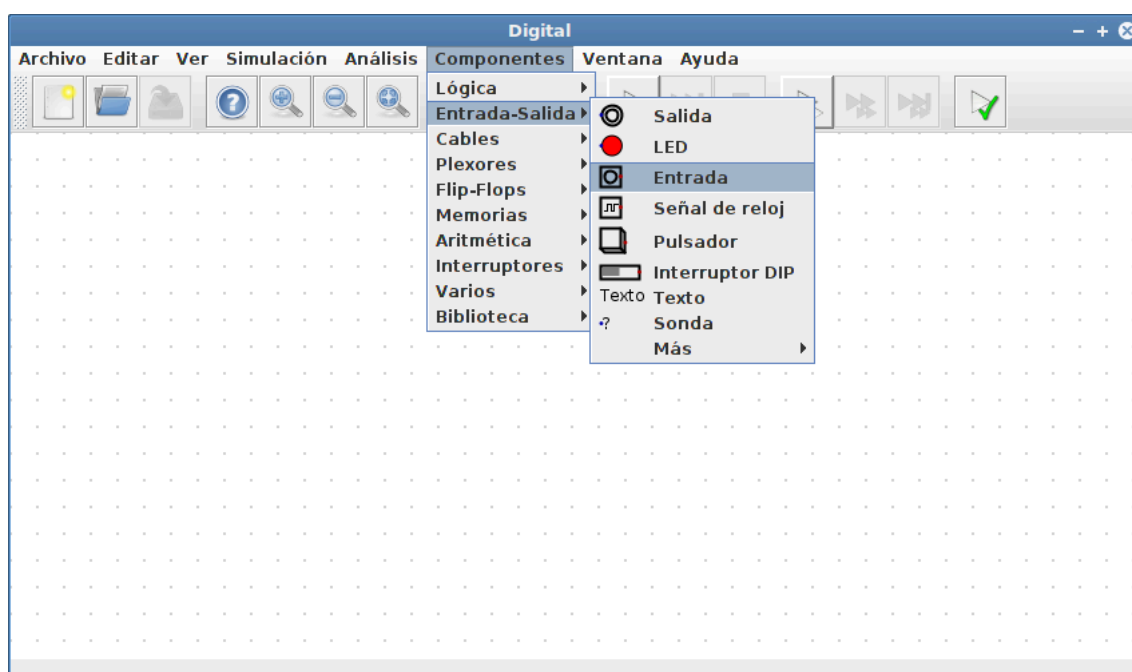 Digital
Archivo Editar Ver Simulación Análisis Componentes Ventana Ayuda
Lógica
Entrada-Salida
Cables
Plexores
Flip-Flops
Memorias
Aritmética
Interruptores
Varios
Biblioteca
Salida
LED
Entrada
Señal de reloj
Pulsador
Interruptor DIP
Texto Texto
·? Sonda
Más